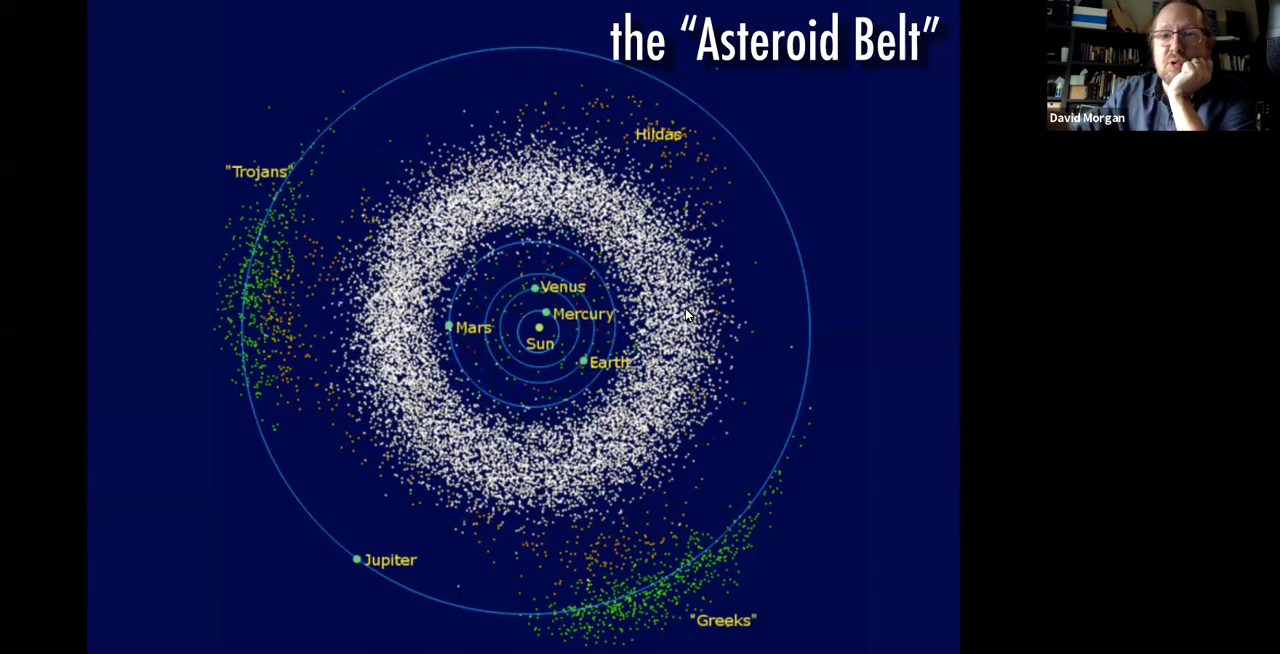 the “Asteroid Belt”
David Morgan
Hildas
"Trojans"
Venus
Mercury
Mars
Sun
Earth
Jupiter
"Greeks"